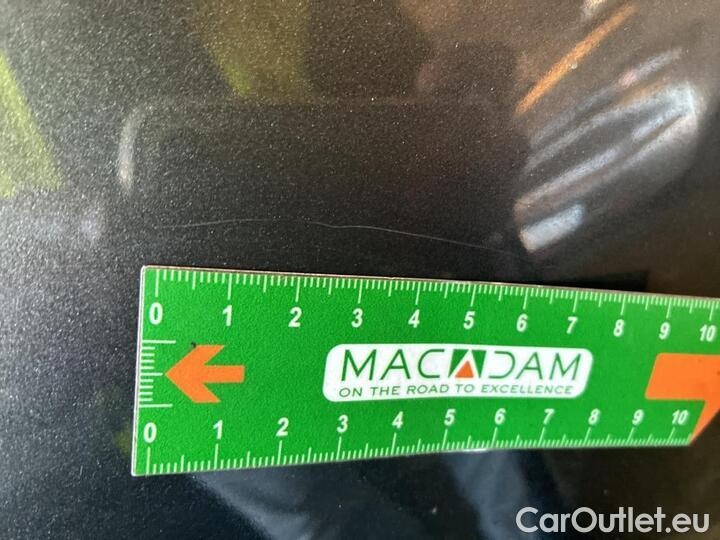 0 1 2 3 4 5 6 7 8 9 10
MACADAM
ON THE ROAD TO EXCELLENCE
0 1 2 3 4 5 6 7 8 9 10
CarOutlet.eu